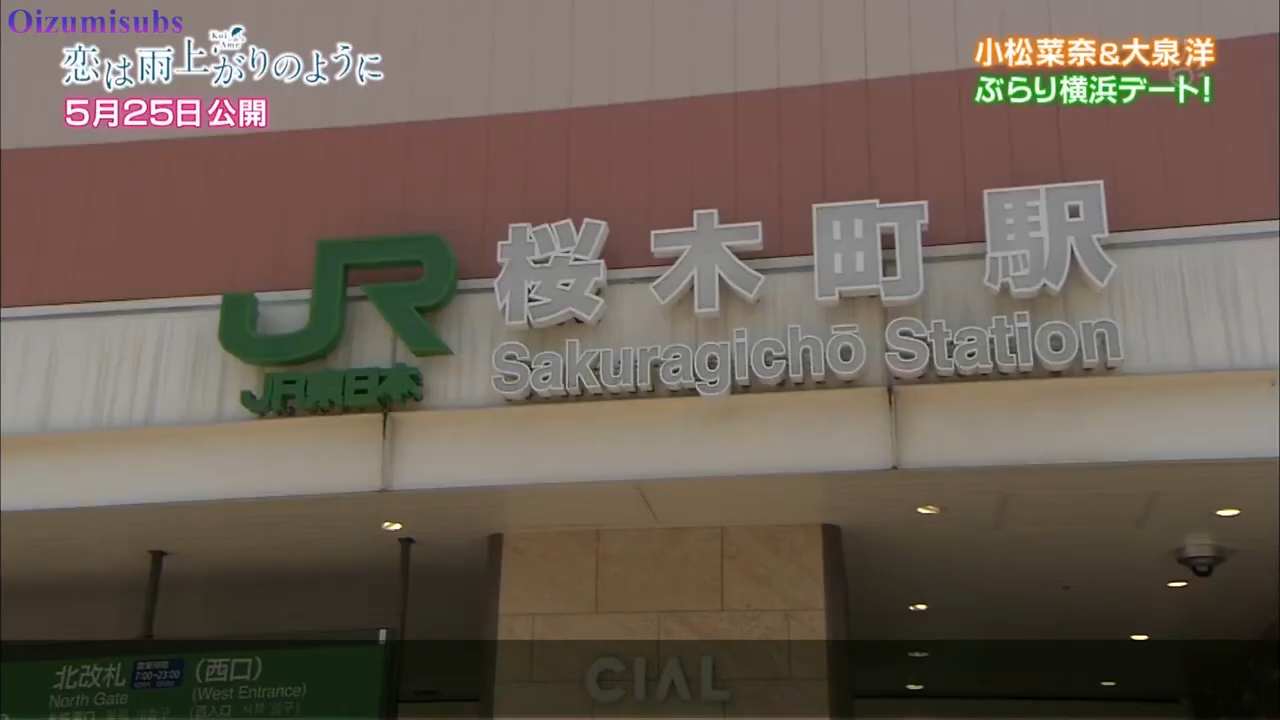 Oizumisubs
Koi Ame
恋は雨上がりのように
5月25日公開
小松菜奈&大泉洋
ぶらり横浜デート!
JR 桜木町駅
JR東日本 Sakuragichō Station
北改札 7:00~23:00 (西口)
North Gate (West Entrance)
CIAL